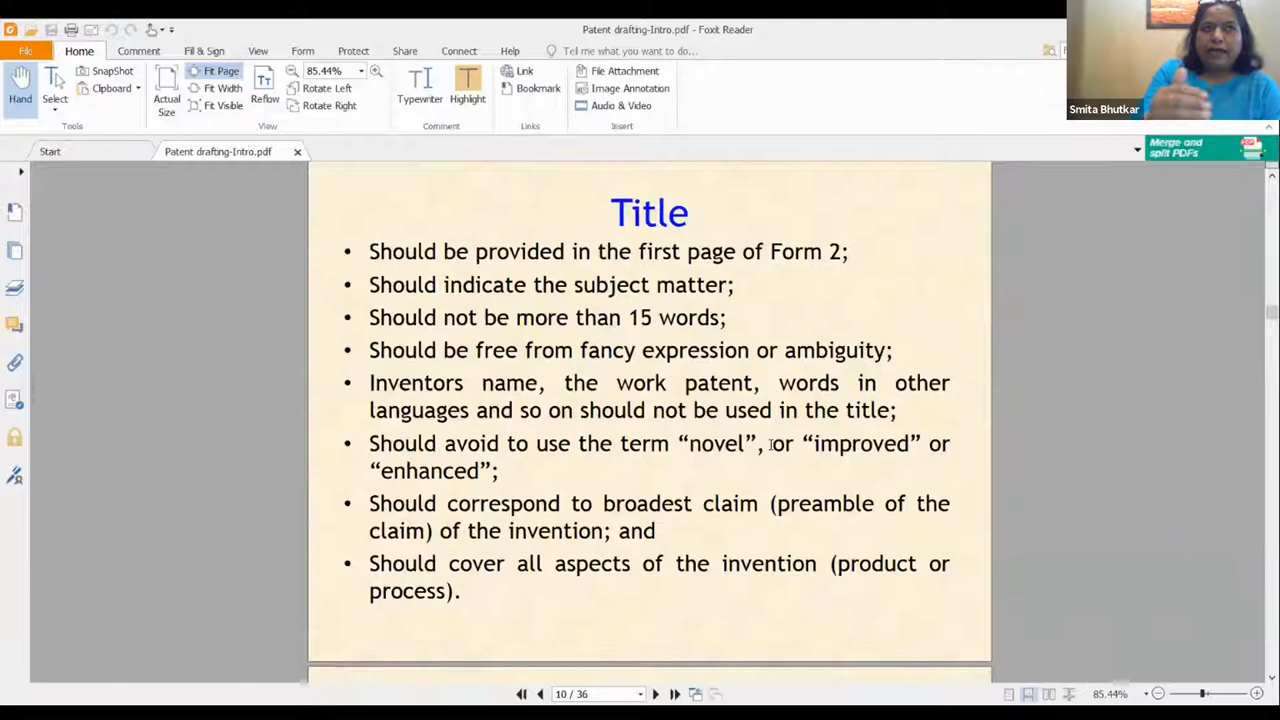 Patent drafting-Intro.pdf - Foxit Reader
File Home Comment Fill & Sign View Form Protect Share Connect Help Tell me what you want to do...
Hand
Select
SnapShot
Clipboard
Tools
Actual Size
Fit Page
Fit Width
Fit Visible
Reflow
85.44%
Rotate Left
Rotate Right
View
Typewriter
Highlight
Comment
Link
Bookmark
Links
File Attachment
Image Annotation
Audio & Video
Insert
Smita Bhutkar
Start
Patent drafting-Intro.pdf
Merge and
split PDFs
Title
• Should be provided in the first page of Form 2;
• Should indicate the subject matter;
• Should not be more than 15 words;
• Should be free from fancy expression or ambiguity;
• Inventors name, the work patent, words in other
languages and so on should not be used in the title;
• Should avoid to use the term “novel”, or “improved” or
“enhanced”;
• Should correspond to broadest claim (preamble of the
claim) of the invention; and
• Should cover all aspects of the invention (product or
process).
10 / 36
85.44%